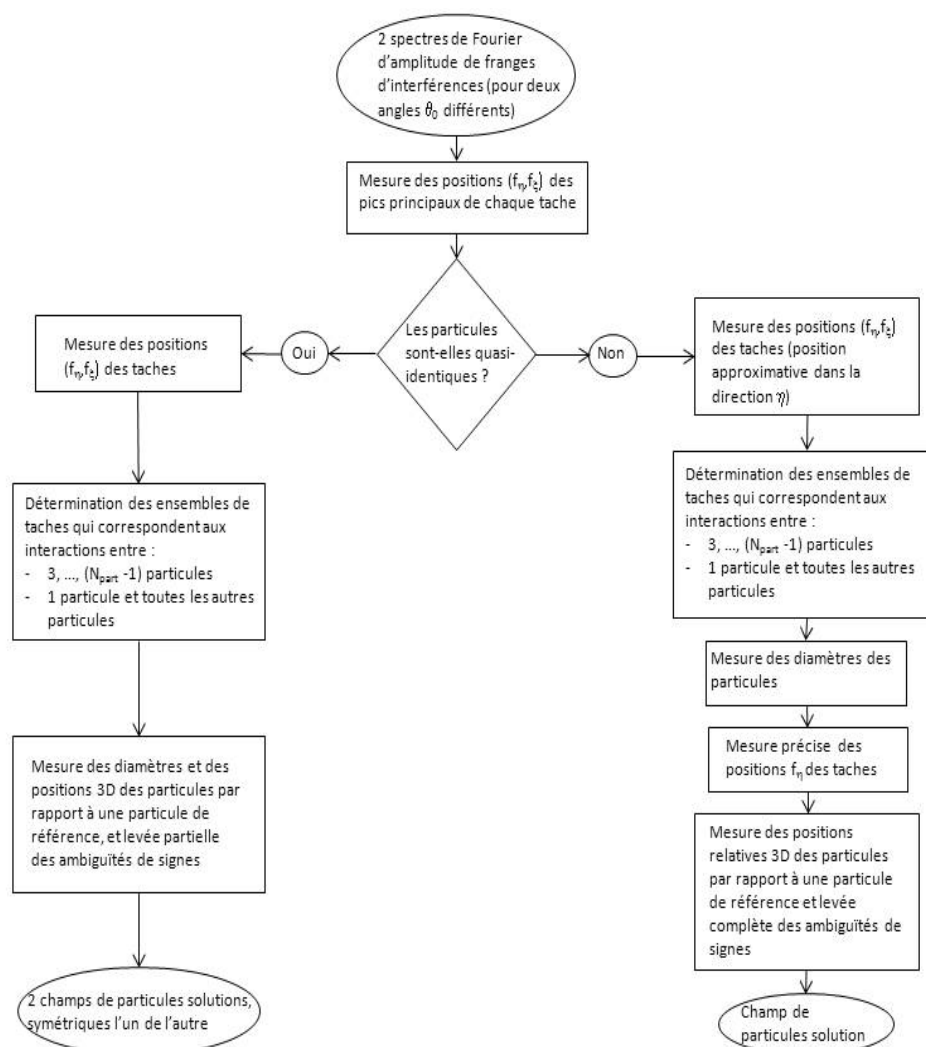 2 spectres de Fourier
d'amplitude de franges
d'interférences (pour deux
angles θ₀ différents)
Mesure des positions (fη,fξ) des
pics principaux de chaque tache
Les particules
sont-elles quasi-
identiques ?
Oui
Non
Mesure des positions
(fη,fξ) des taches
Détermination des ensembles de
taches qui correspondent aux
interactions entre :
- 3, ..., (Npart -1) particules
- 1 particule et toutes les autres
particules
Mesure des diamètres et des
positions 3D des particules par
rapport à une particule de
référence, et levée partielle
des ambiguïtés de signes
2 champs de particules solutions,
symétriques l'un de l'autre
Mesure des positions (fη,fξ)
des taches (position
approximative dans la
direction η)
Détermination des ensembles de
taches qui correspondent aux
interactions entre :
- 3, ..., (Npart -1) particules
- 1 particule et toutes les autres
particules
Mesure des diamètres des
particules
Mesure précise des
positions fη des taches
Mesure des positions
relatives 3D des particules
par rapport à une particule
de référence et levée
complète des ambiguïtés de
signes
Champ de
particules solution